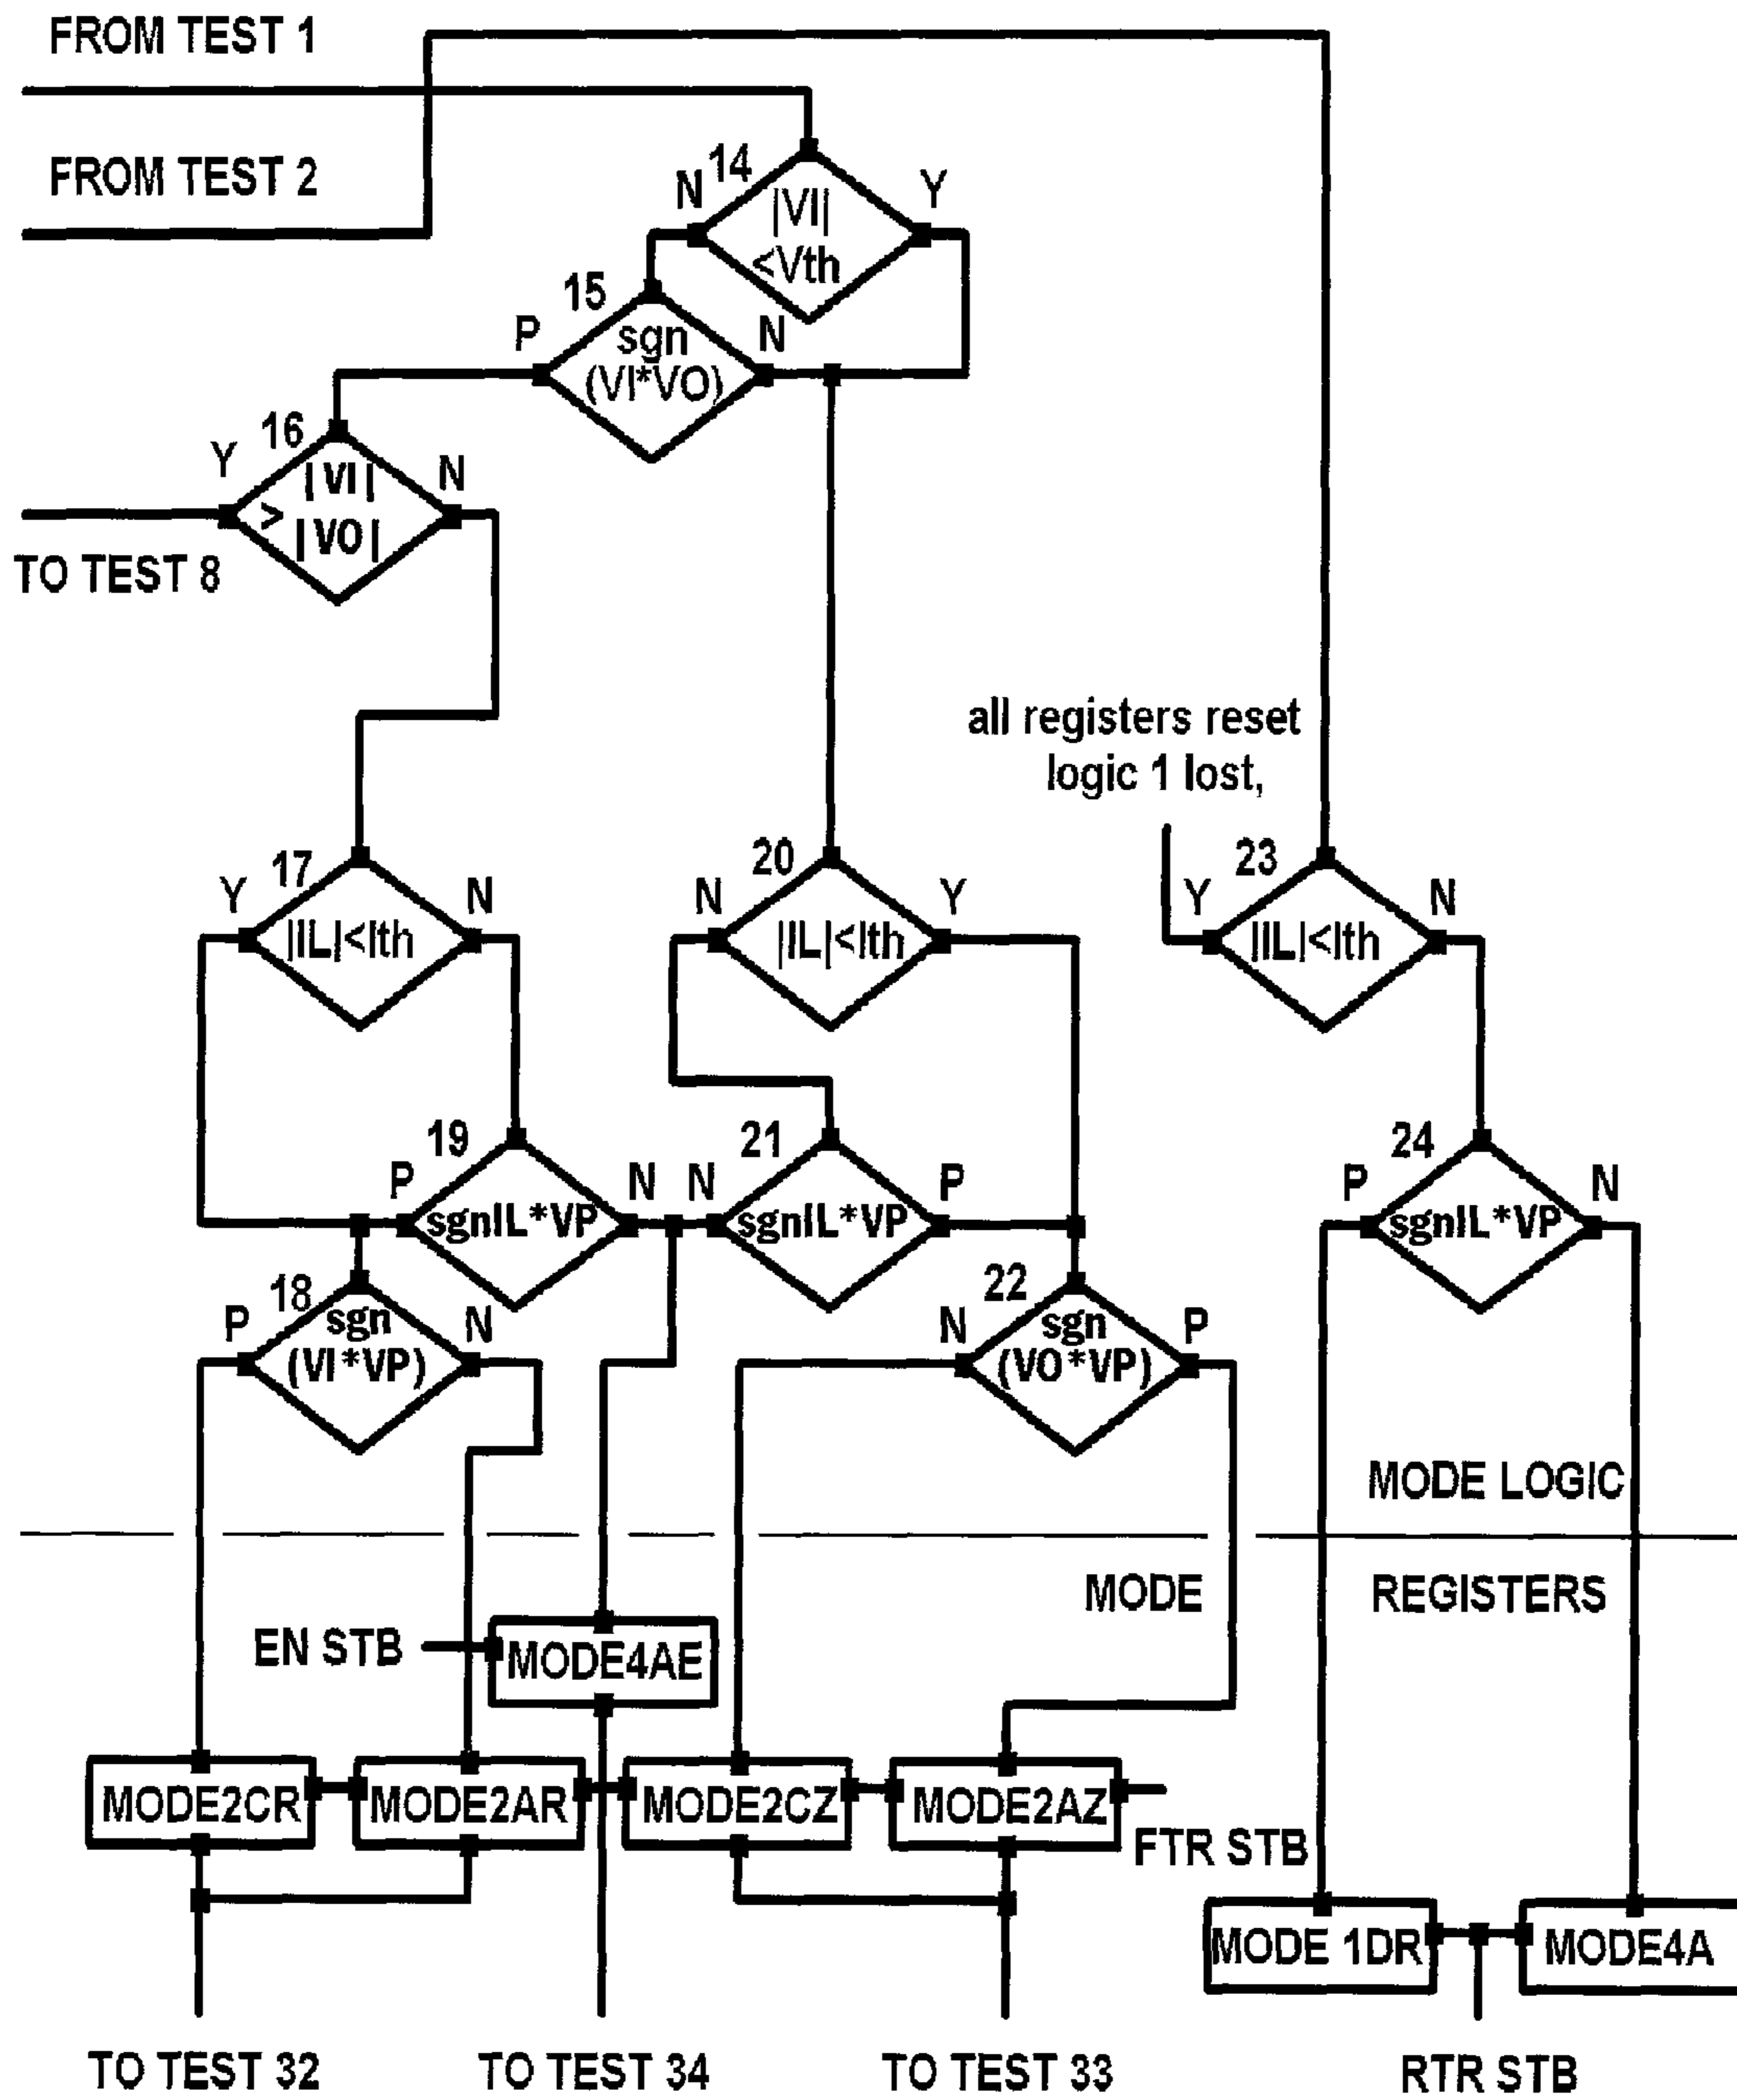 FROM TEST 1
FROM TEST 2
14
N
Y
|VI|
<Vth
15
P
N
sgn
(VI*VO)
16
Y
N
|VI|
>
|VO|
TO TEST 8
all registers reset
logic 1 lost,
17
Y
N
|IL|<Ith
20
N
Y
|IL|<Ith
23
Y
N
|IL|<Ith
19
P
N
sgnIL*VP
21
N
P
sgnIL*VP
24
P
N
sgnIL*VP
18
P
N
sgn
(VI*VP)
22
N
P
sgn
(VO*VP)
MODE LOGIC
MODE
REGISTERS
EN STB
MODE4AE
MODE2CR
MODE2AR
MODE2CZ
MODE2AZ
FTR STB
MODE 1DR
MODE4A
TO TEST 32
TO TEST 34
TO TEST 33
RTR STB